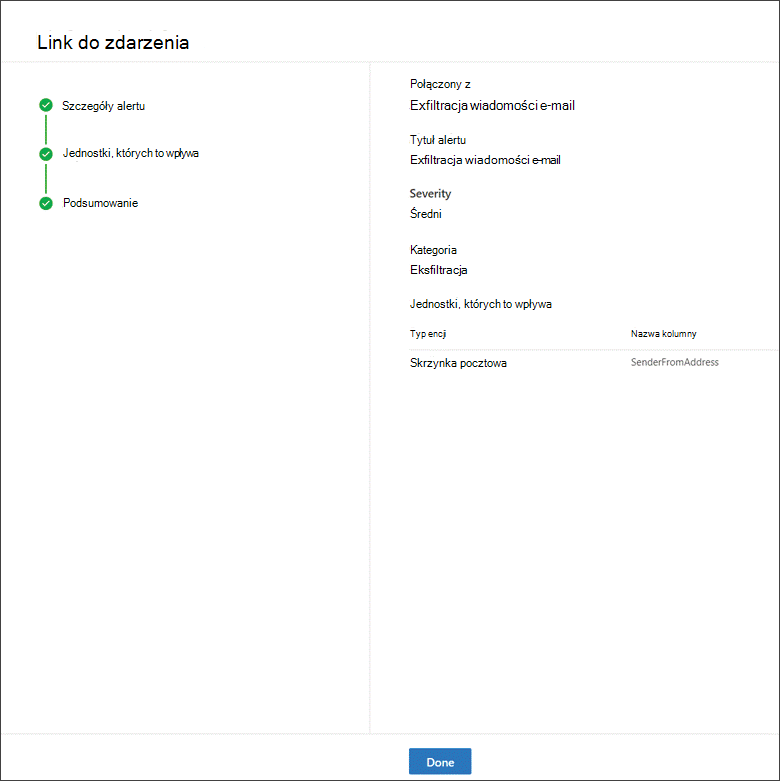 Link do zdarzenia
Szczegóły alertu
Jednostki, których to wpływa
Podsumowanie
Połączony z
Exfiltracja wiadomości e-mail
Tytuł alertu
Exfiltracja wiadomości e-mail
Severity
Średni
Kategoria
Eksfiltracja
Jednostki, których to wpływa
Typ encji Nazwa kolumny
Skrzynka pocztowa SenderFromAddress
Done